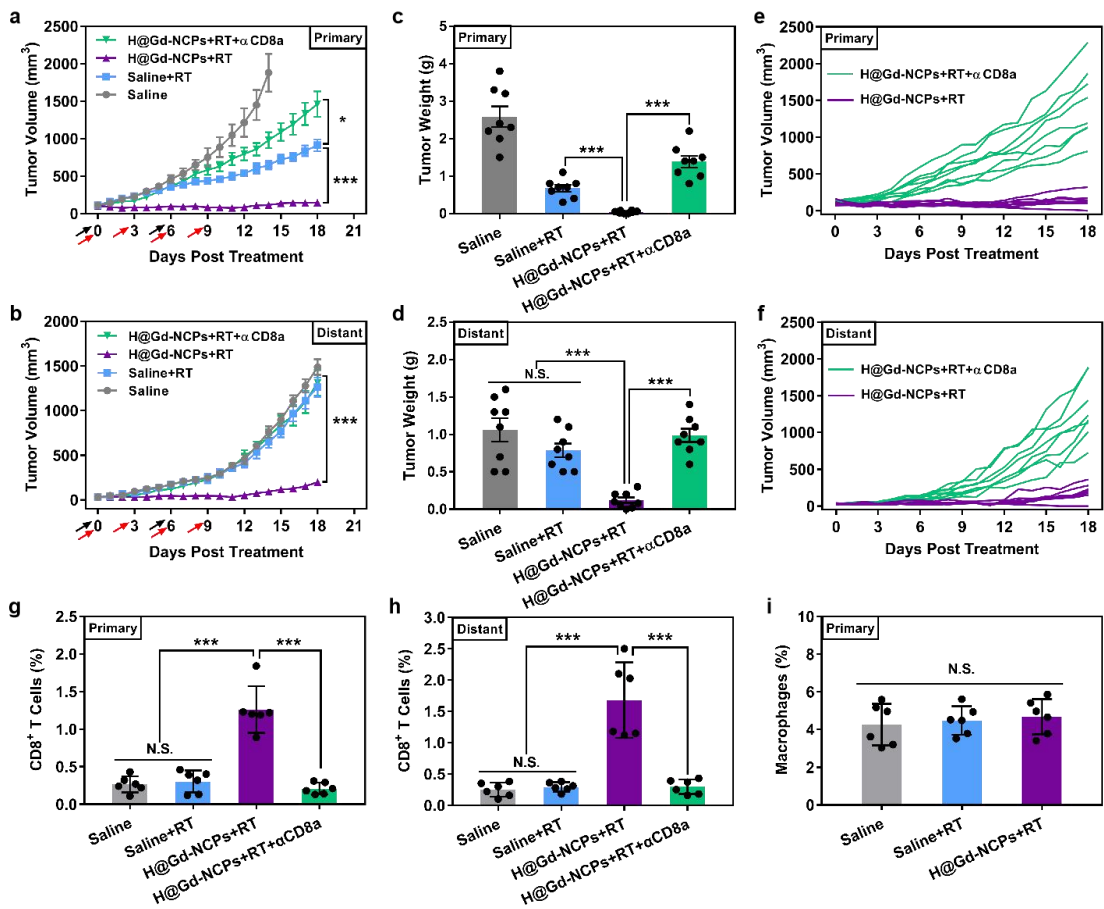 a
Tumor Volume (mm³)
2500
2000
1500
1000
500
0
H@Gd-NCPs+RT+αCD8a
H@Gd-NCPs+RT
Saline+RT
Saline
Primary
*
***
0 3 6 9 12 15 18 21
Days Post Treatment
c
Tumor Weight (g)
5
4
3
2
1
0
Primary
***
***
Saline
Saline+RT
H@Gd-NCPs+RT
H@Gd-NCPs+RT+αCD8a
e
Tumor Volume (mm³)
2500
2000
1500
1000
500
0
Primary
H@Gd-NCPs+RT+αCD8a
H@Gd-NCPs+RT
0 3 6 9 12 15 18
Days Post Treatment
b
Tumor Volume (mm³)
2000
1500
1000
500
0
H@Gd-NCPs+RT+αCD8a
H@Gd-NCPs+RT
Saline+RT
Saline
Distant
***
0 3 6 9 12 15 18 21
Days Post Treatment
d
Tumor Weight (g)
2.5
2.0
1.5
1.0
0.5
0.0
Distant
***
N.S.
***
Saline
Saline+RT
H@Gd-NCPs+RT
H@Gd-NCPs+RT+αCD8a
f
Tumor Volume (mm³)
2500
2000
1500
1000
500
0
Distant
H@Gd-NCPs+RT+αCD8a
H@Gd-NCPs+RT
0 3 6 9 12 15 18
Days Post Treatment
g
CD8⁺ T Cells (%)
2.5
2.0
1.5
1.0
0.5
0.0
Primary
*** ***
N.S.
Saline
Saline+RT
H@Gd-NCPs+RT
H@Gd-NCPs+RT+αCD8a
h
CD8⁺ T Cells (%)
3.0
2.5
2.0
1.5
1.0
0.5
0.0
Distant
*** ***
N.S.
Saline
Saline+RT
H@Gd-NCPs+RT
H@Gd-NCPs+RT+αCD8a
i
Macrophages (%)
10
8
6
4
2
0
Primary
N.S.
Saline
Saline+RT
H@Gd-NCPs+RT